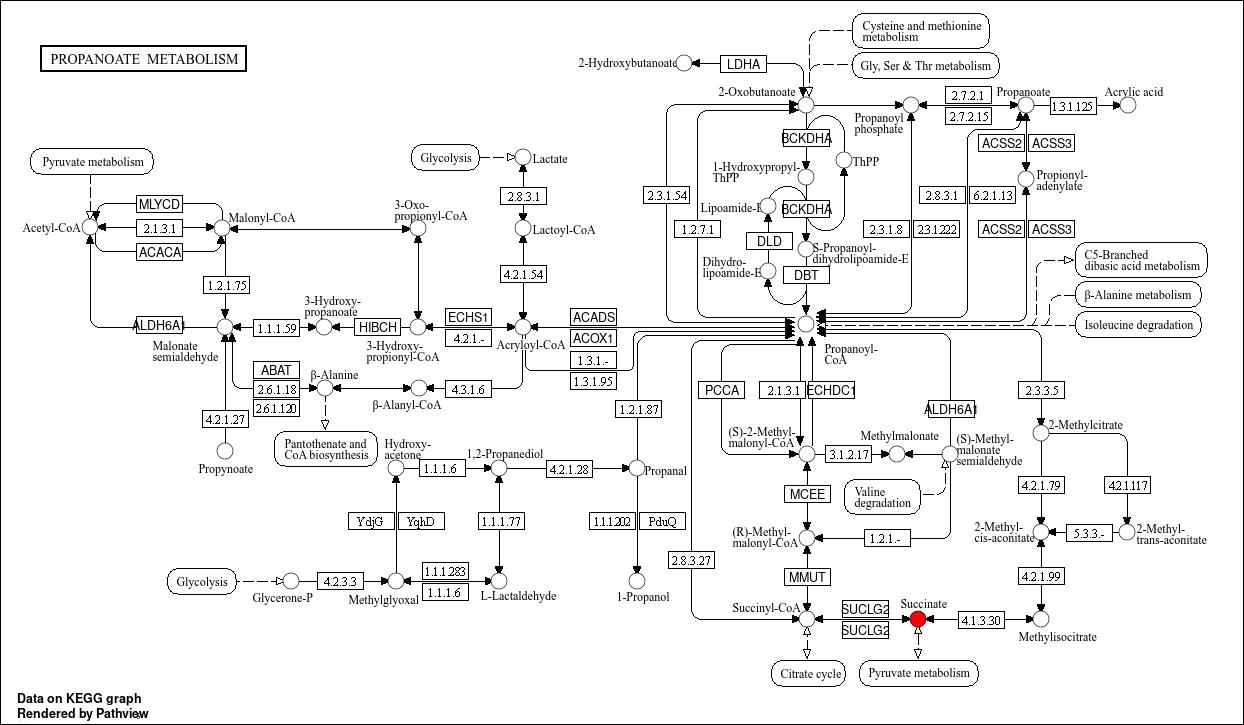 PROPANOATE METABOLISM
Cysteine and methionine
metabolism
Gly, Ser & Thr metabolism
2-Hydroxybutanoate
LDHA
2-Oxobutanoate
Propanoyl
phosphate
2.7.2.1
2.7.2.15
Propanoate
1.3.1.125
Acrylic acid
BCKDHA
ThPP
1-Hydroxypropyl-
ThPP
ACSS2
ACSS3
Propionyl-
adenylate
Pyruvate metabolism
Glycolysis
Lactate
2.8.3.1
Lactoyl-CoA
4.2.1.54
MLYCD
2.1.3.1
ACACA
Acetyl-CoA
Malonyl-CoA
3-Oxo-
propionyl-CoA
2.3.1.54
1.2.7.1
Lipoamide-E
BCKDHA
DLD
S-Propanoyl-
dihydrolipoamide-E
Dihydro-
lipoamide-E
DBT
2.3.1.8
2.3.1.222
2.8.3.1
6.2.1.13
ACSS2
ACSS3
C5-Branched
dibasic acid metabolism
β-Alanine metabolism
Isoleucine degradation
1.2.1.75
3-Hydroxy-
propanoate
ALDH6A1
Malonate
semialdehyde
1.1.1.59
HIBCH
3-Hydroxy-
propionyl-CoA
ECHS1
4.2.1.-
Acryloyl-CoA
ACADS
ACOX1
1.3.1.-
1.3.1.95
Propanoyl-
CoA
ABAT
2.6.1.18
2.6.1.120
β-Alanine
β-Alanyl-CoA
4.3.1.6
4.2.1.27
Propynoate
Pantothenate and
CoA biosynthesis
1.2.1.87
PCCA
2.1.3.1
ECHDC1
ALDH6A1
2.3.3.5
Hydroxy-
acetone
1.1.1.6
1,2-Propanediol
4.2.1.28
Propanal
(S)-2-Methyl-
malonyl-CoA
3.1.2.17
Methylmalonate
(S)-Methyl-
malonate
semialdehyde
2-Methylcitrate
YdjG
YqhD
1.1.1.77
1.1.1.202
PduQ
MCEE
Valine
degradation
4.2.1.79
4.2.1.117
(R)-Methyl-
malonyl-CoA
1.2.1.-
2-Methyl-
cis-aconitate
5.3.3.-
2-Methyl-
trans-aconitate
Glycolysis
Glycerone-P
4.2.3.3
Methylglyoxal
1.1.1.283
1.1.1.6
L-Lactaldehyde
1-Propanol
2.8.3.27
MMUT
4.2.1.99
Succinyl-CoA
SUCLG2
SUCLG2
Succinate
4.1.3.30
Methylisocitrate
Citrate cycle
Pyruvate metabolism
Data on KEGG graph
Rendered by Pathview